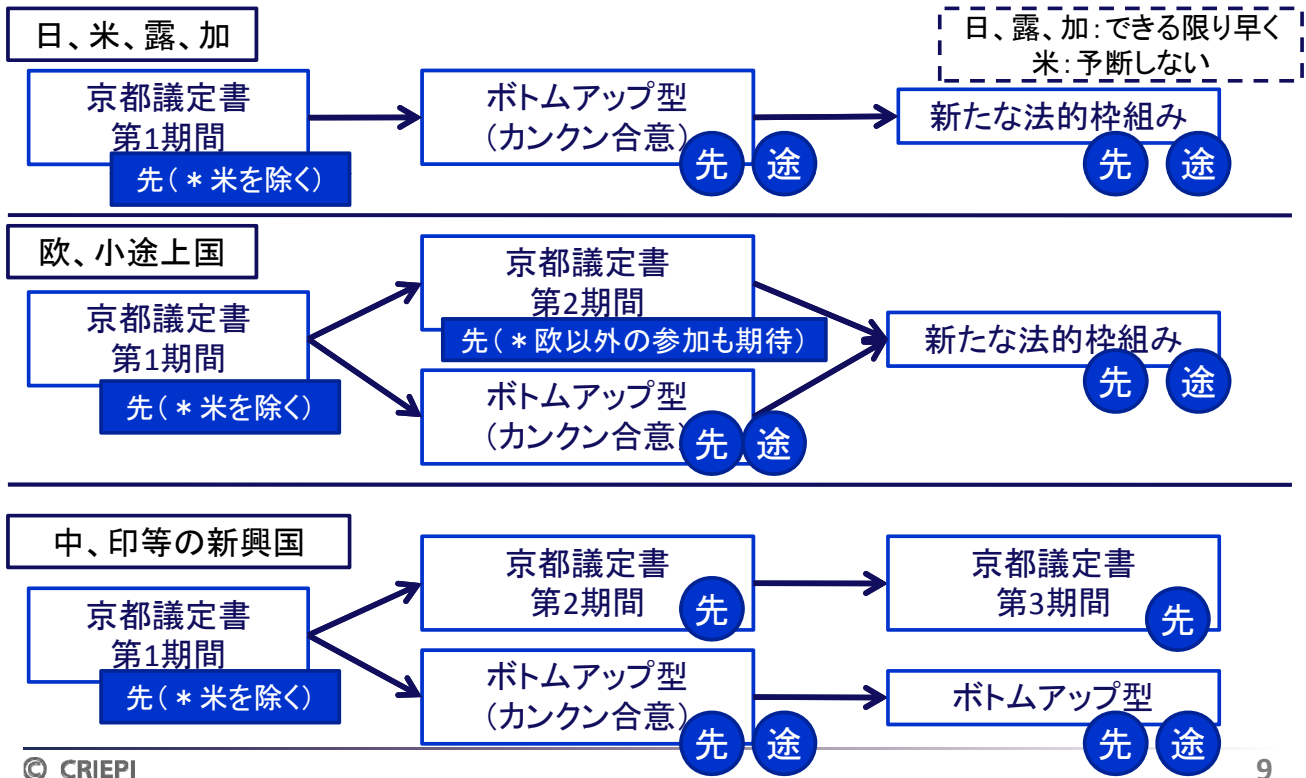 日、米、露、加
日、露、加：できる限り早く
米：予断しない
京都議定書
第1期間
先（＊米を除く）
ボトムアップ型
（カンクン合意）
先
途
新たな法的枠組み
先
途
欧、小途上国
京都議定書
第1期間
先（＊米を除く）
京都議定書
第2期間
先（＊欧以外の参加も期待）
ボトムアップ型
（カンクン合意）
先
途
新たな法的枠組み
先
途
中、印等の新興国
京都議定書
第1期間
先（＊米を除く）
京都議定書
第2期間
先
京都議定書
第3期間
先
ボトムアップ型
（カンクン合意）
先
途
ボトムアップ型
先
途
© CRIEPI
9